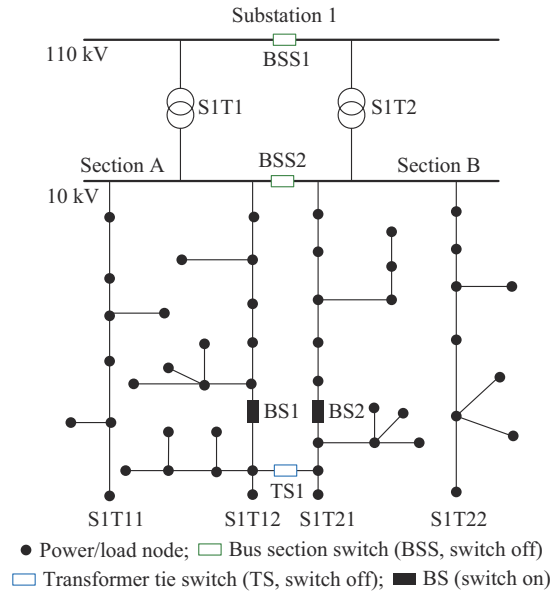 Substation 1
110 kV
BSS1
S1T1
S1T2
Section A
BSS2
Section B
10 kV
BS1
BS2
TS1
S1T11
S1T12
S1T21
S1T22
Power/load node; Bus section switch (BSS, switch off)
Transformer tie switch (TS, switch off); BS (switch on)